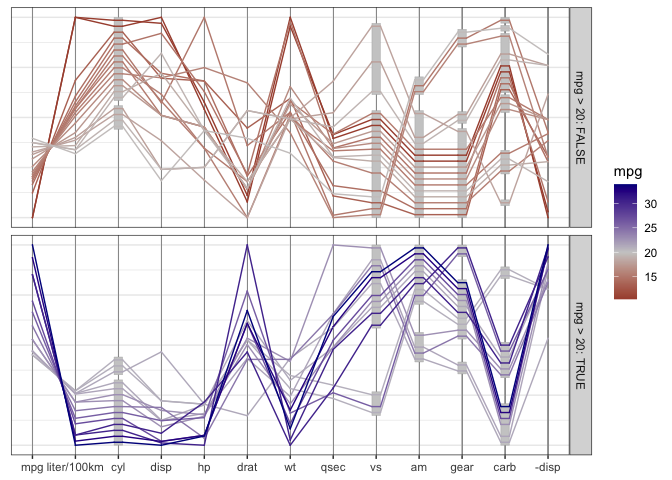 mpg > 20: FALSE
mpg > 20: TRUE
mpg liter/100km cyl disp hp drat wt qsec vs am gear carb -disp
mpg
30
25
20
15